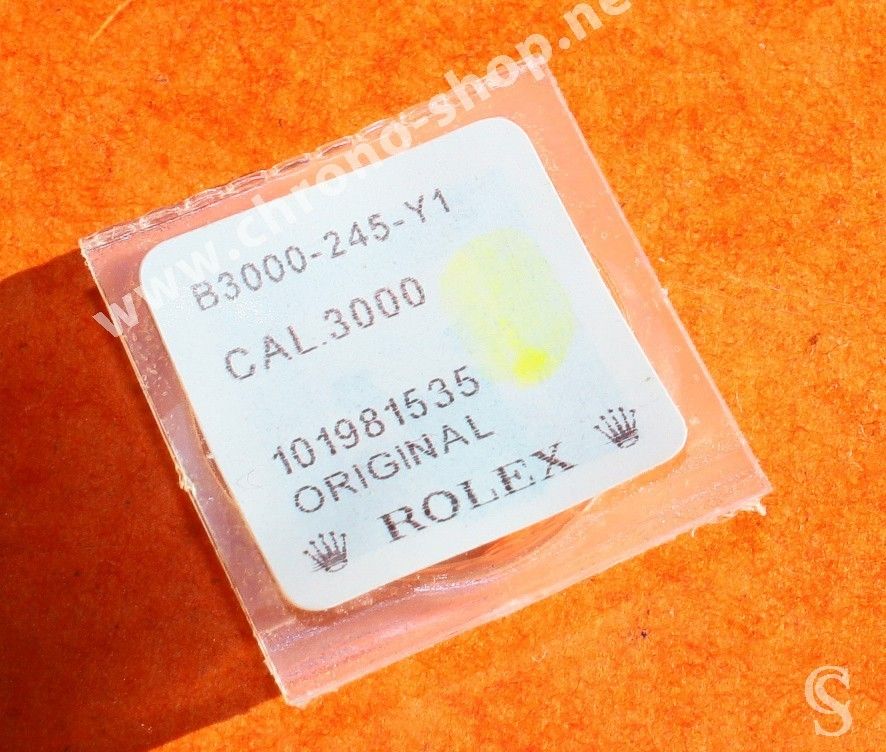 www.chrono-shop.ne
B3000-245-Y1
CAL.3000
101981535
ORIGINAL
ROLEX